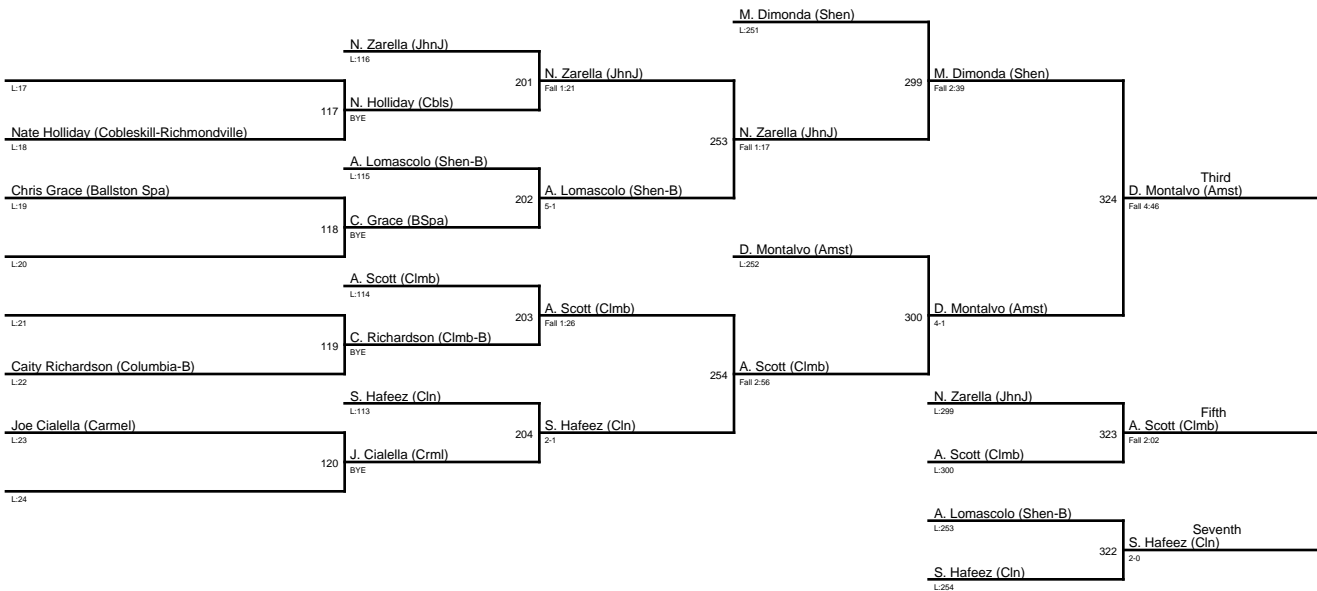 M. Dimonda (Shen)
L:251
N. Zarella (JhnJ)
L:116
201
N. Zarella (JhnJ)
Fall 1:21
299
M. Dimonda (Shen)
Fall 2:39
L:17
117
N. Holliday (Cbls)
BYE
Nate Holliday (Cobleskill-Richmondville)
L:18
253
N. Zarella (JhnJ)
Fall 1:17
A. Lomascolo (Shen-B)
L:115
Chris Grace (Ballston Spa)
L:19
202
A. Lomascolo (Shen-B)
5-1
324
Third
D. Montalvo (Amst)
Fall 4:46
118
C. Grace (BSpa)
BYE
L:20
D. Montalvo (Amst)
L:252
A. Scott (Clmb)
L:114
L:21
203
A. Scott (Clmb)
Fall 1:26
300
D. Montalvo (Amst)
4-1
119
C. Richardson (Clmb-B)
BYE
Caity Richardson (Columbia-B)
L:22
254
A. Scott (Clmb)
Fall 2:56
S. Hafeez (Cln)
L:113
N. Zarella (JhnJ)
L:299
Joe Cialella (Carmel)
L:23
204
S. Hafeez (Cln)
2-1
323
Fifth
A. Scott (Clmb)
Fall 2:02
120
J. Cialella (Crml)
BYE
A. Scott (Clmb)
L:300
L:24
A. Lomascolo (Shen-B)
L:253
322
Seventh
S. Hafeez (Cln)
2-0
S. Hafeez (Cln)
L:254